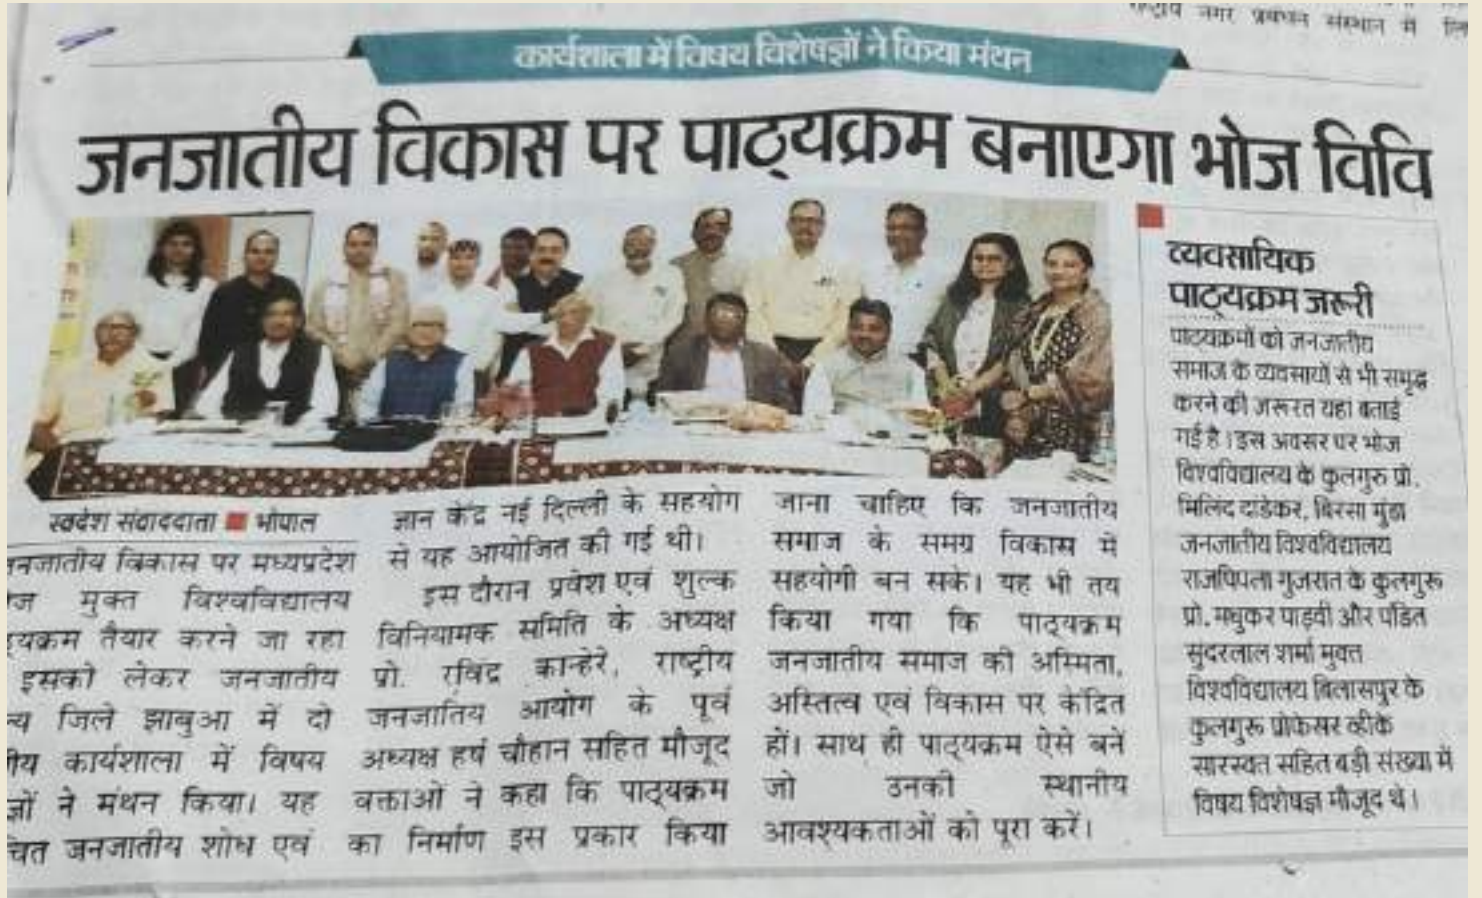 नगर प्रबंधन संस्थान में
कार्यशाला में विषय विशेषज्ञों ने किया मंथन
जनजातीय विकास पर पाठ्यक्रम बनाएगा भोज विवि
स्वदेश संवाददाता ■ भोपाल
नजातीय विकास पर मध्यप्रदेश
ज मुक्त विश्वविद्यालय
्यक्रम तैयार करने जा रहा
इसको लेकर जनजातीय
्य जिले झाबुआ में दो
ीय कार्यशाला में विषय
ज्ञों ने मंथन किया। यह
चित जनजातीय शोध एवं
ज्ञान केंद्र नई दिल्ली के सहयोग
से यह आयोजित की गई थी।
इस दौरान प्रवेश एवं शुल्क
विनियामक समिति के अध्यक्ष
प्रो. रविंद्र कान्हेरे, राष्ट्रीय
जनजातिय आयोग के पूर्व
अध्यक्ष हर्ष चौहान सहित मौजूद
वक्ताओं ने कहा कि पाठ्यक्रम
का निर्माण इस प्रकार किया
जाना चाहिए कि जनजातीय
समाज के समग्र विकास में
सहयोगी बन सके। यह भी तय
किया गया कि पाठ्यक्रम
जनजातीय समाज की अस्मिता,
अस्तित्व एवं विकास पर केंद्रित
हों। साथ ही पाठ्यक्रम ऐसे बनें
जो उनकी स्थानीय
आवश्यकताओं को पूरा करें।
व्यवसायिक
पाठ्यक्रम जरूरी
पाठ्यक्रमों को जनजातीय
समाज के व्यवसायों से भी समृद्ध
करने की जरूरत यहां बताई
गई है। इस अवसर पर भोज
विश्वविद्यालय के कुलगुरु प्रो.
मिलिंद दांडेकर, बिरसा मुंडा
जनजातीय विश्वविद्यालय
राजपिपला गुजरात के कुलगुरू
प्रो. मधुकर पाड़वी और पंडित
सुंदरलाल शर्मा मुक्त
विश्वविद्यालय बिलासपुर के
कुलगुरू प्रोफेसर व्हीके
सारस्वत सहित बड़ी संख्या में
विषय विशेषज्ञ मौजूद थे।